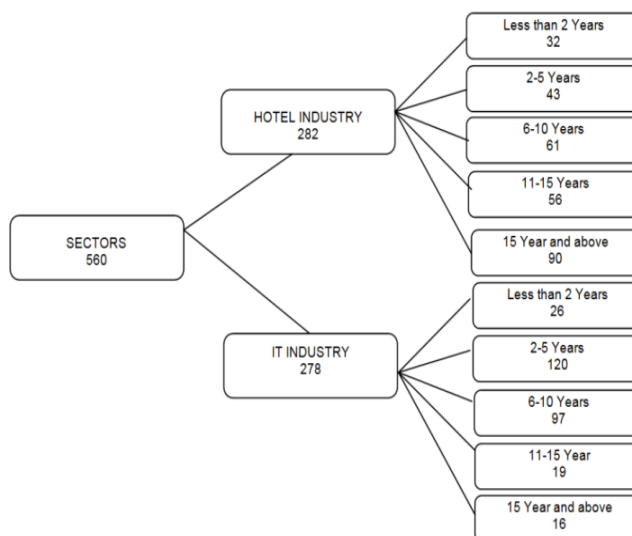 Less than 2 Years
32
2-5 Years
43
HOTEL INDUSTRY
282
6-10 Years
61
11-15 Years
56
SECTORS
560
15 Year and above
90
Less than 2 Years
26
IT INDUSTRY
278
2-5 Years
120
6-10 Years
97
11-15 Year
19
15 Year and above
16